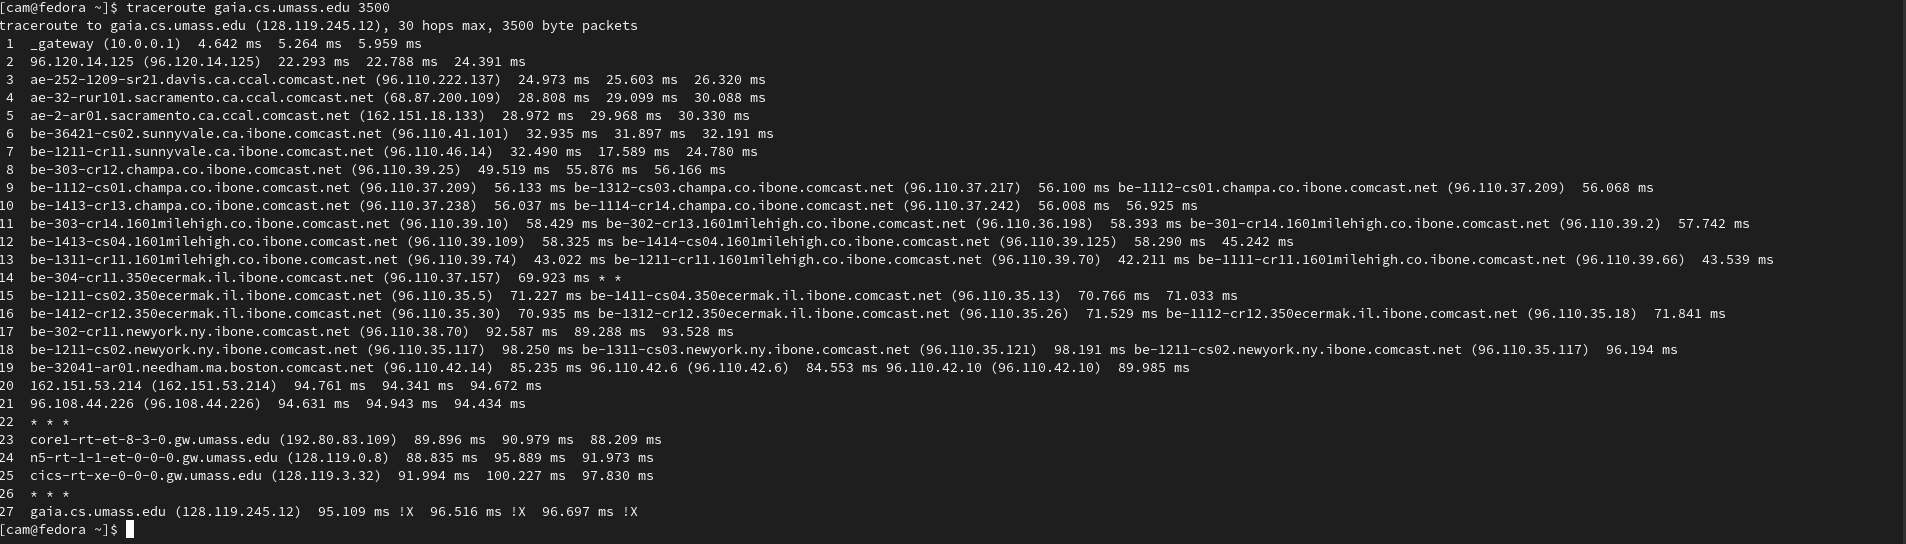 [cam@fedora ~]$ traceroute gaia.cs.umass.edu 3500
traceroute to gaia.cs.umass.edu (128.119.245.12), 30 hops max, 3500 byte packets
 1  _gateway (10.0.0.1)  4.642 ms  5.264 ms  5.959 ms
 2  96.120.14.125 (96.120.14.125)  22.293 ms  22.788 ms  24.391 ms
 3  ae-252-1209-sr21.davis.ca.ccal.comcast.net (96.110.222.137)  24.973 ms  25.603 ms  26.320 ms
 4  ae-32-rur101.sacramento.ca.ccal.comcast.net (68.87.200.109)  28.808 ms  29.099 ms  30.088 ms
 5  ae-2-ar01.sacramento.ca.ccal.comcast.net (162.151.18.133)  28.972 ms  29.968 ms  30.330 ms
 6  be-36421-cs02.sunnyvale.ca.ibone.comcast.net (96.110.41.101)  32.935 ms  31.897 ms  32.191 ms
 7  be-1211-cr11.sunnyvale.ca.ibone.comcast.net (96.110.46.14)  32.490 ms  17.589 ms  24.780 ms
 8  be-303-cr12.champa.co.ibone.comcast.net (96.110.39.25)  49.519 ms  55.876 ms  56.166 ms
 9  be-1112-cs01.champa.co.ibone.comcast.net (96.110.37.209)  56.133 ms be-1312-cs03.champa.co.ibone.comcast.net (96.110.37.217)  56.100 ms be-1112-cs01.champa.co.ibone.comcast.net (96.110.37.209)  56.068 ms
10  be-1413-cr13.champa.co.ibone.comcast.net (96.110.37.238)  56.037 ms be-1114-cr14.champa.co.ibone.comcast.net (96.110.37.242)  56.008 ms  56.925 ms
11  be-303-cr14.1601milehigh.co.ibone.comcast.net (96.110.39.10)  58.429 ms be-302-cr13.1601milehigh.co.ibone.comcast.net (96.110.36.198)  58.393 ms be-301-cr14.1601milehigh.co.ibone.comcast.net (96.110.39.2)  57.742 ms
12  be-1413-cs04.1601milehigh.co.ibone.comcast.net (96.110.39.109)  58.325 ms be-1414-cs04.1601milehigh.co.ibone.comcast.net (96.110.39.125)  58.290 ms  45.242 ms
13  be-1311-cr11.1601milehigh.co.ibone.comcast.net (96.110.39.74)  43.022 ms be-1211-cr11.1601milehigh.co.ibone.comcast.net (96.110.39.70)  42.211 ms be-1111-cr11.1601milehigh.co.ibone.comcast.net (96.110.39.66)  43.539 ms
14  be-304-cr11.350ecermak.il.ibone.comcast.net (96.110.37.157)  69.923 ms * *
15  be-1211-cs02.350ecermak.il.ibone.comcast.net (96.110.35.5)  71.227 ms be-1411-cs04.350ecermak.il.ibone.comcast.net (96.110.35.13)  70.766 ms  71.033 ms
16  be-1412-cr12.350ecermak.il.ibone.comcast.net (96.110.35.30)  70.935 ms be-1312-cr12.350ecermak.il.ibone.comcast.net (96.110.35.26)  71.529 ms be-1112-cr12.350ecermak.il.ibone.comcast.net (96.110.35.18)  71.841 ms
17  be-302-cr11.newyork.ny.ibone.comcast.net (96.110.38.70)  92.587 ms  89.288 ms  93.528 ms
18  be-1211-cs02.newyork.ny.ibone.comcast.net (96.110.35.117)  98.250 ms be-1311-cs03.newyork.ny.ibone.comcast.net (96.110.35.121)  98.191 ms be-1211-cs02.newyork.ny.ibone.comcast.net (96.110.35.117)  96.194 ms
19  be-32041-ar01.needham.ma.boston.comcast.net (96.110.42.14)  85.235 ms 96.110.42.6 (96.110.42.6)  84.553 ms 96.110.42.10 (96.110.42.10)  89.985 ms
20  162.151.53.214 (162.151.53.214)  94.761 ms  94.341 ms  94.672 ms
21  96.108.44.226 (96.108.44.226)  94.631 ms  94.943 ms  94.434 ms
22  * * *
23  core1-rt-et-8-3-0.gw.umass.edu (192.80.83.109)  89.896 ms  90.979 ms  88.209 ms
24  n5-rt-1-1-et-0-0-0.gw.umass.edu (128.119.0.8)  88.835 ms  95.889 ms  91.973 ms
25  cics-rt-xe-0-0-0.gw.umass.edu (128.119.3.32)  91.994 ms  100.227 ms  97.830 ms
26  * * *
27  gaia.cs.umass.edu (128.119.245.12)  95.109 ms !X  96.516 ms !X  96.697 ms !X
[cam@fedora ~]$